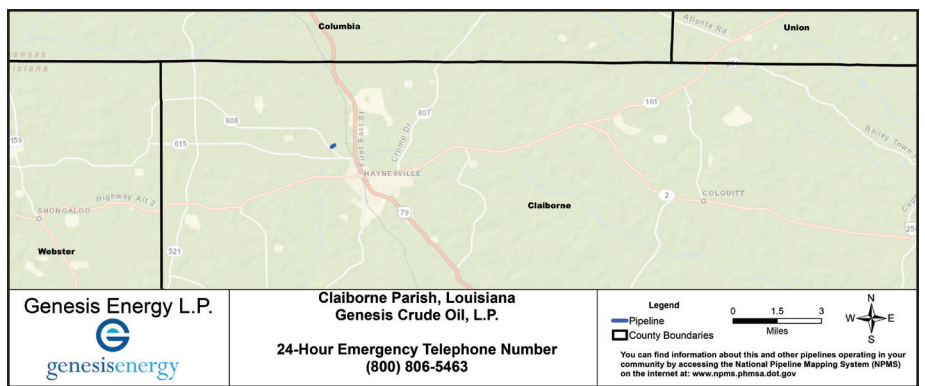 Columbia
Union
Atlanta Rd
ansas
isiana
808
807
161
615
159
First East St
Crump Dr
Bailey Town
HAYNESVILLE
Highway Alt 2
SHONGALOO
2
COLQUITT
79
Claiborne
Webster
521
Genesis Energy L.P.
genesisenergy
Claiborne Parish, Louisiana
Genesis Crude Oil, L.P.
24-Hour Emergency Telephone Number
(800) 806-5463
Legend
Pipeline
County Boundaries
0 1.5 3
Miles
N
W E
S
You can find information about this and other pipelines operating in your
community by accessing the National Pipeline Mapping System (NPMS)
on the internet at: www.npms.phmsa.dot.gov